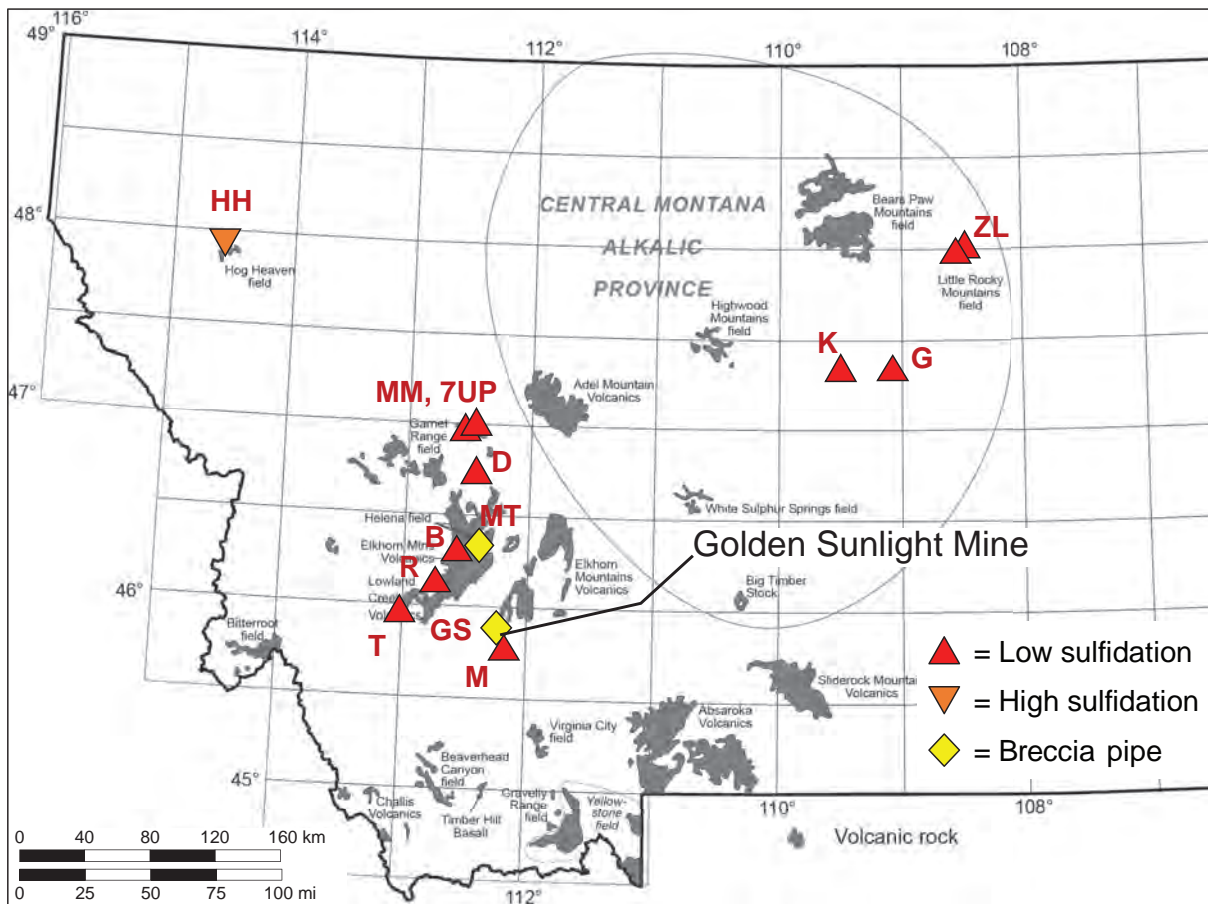 116°
49°
114°
112°
110°
108°
HH
Hog Heaven
field
48°
CENTRAL MONTANA
ALKALIC
PROVINCE
Bears Paw
Mountains
field
ZL
Little Rocky
Mountains
field
Highwood
Mountains
field
K
G
47°
MM, 7UP
Garnet
Range
field
Adel Mountain
Volcanics
D
White Sulphur Springs field
Helena field
MT
B
Elkhorn Mtns
Volcanics
Golden Sunlight Mine
R
Lowland
Creek
Volcanics
Elkhorn
Mountains
Volcanics
46°
Big Timber
Stock
Bitterroot
field
T
GS
M
= Low sulfidation
Sliderock Mountain
Volcanics
= High sulfidation
Absaroka
Volcanics
Virginia City
field
= Breccia pipe
Beaverhead
Canyon
field
45°
Challis
Volcanics
Timber Hill
Basalt
Gravelly
Range
field
Yellow-
stone
field
110°
108°
Volcanic rock
0 40 80 120 160 km
0 25 50 75 100 mi
112°